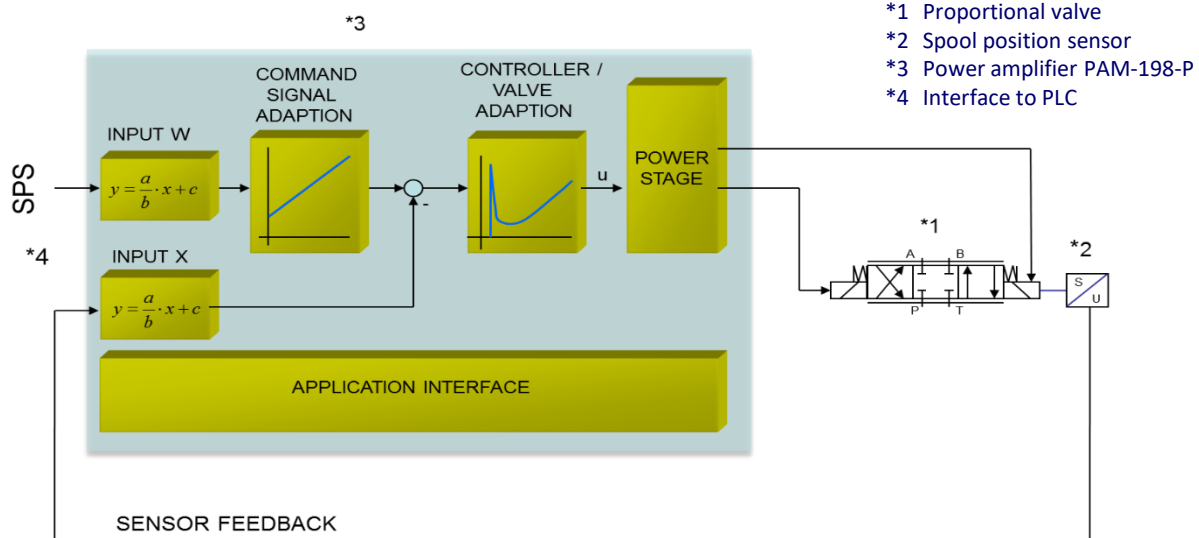 *3
*1 Proportional valve
*2 Spool position sensor
*3 Power amplifier PAM-198-P
*4 Interface to PLC
COMMAND
SIGNAL
ADAPTION
CONTROLLER /
VALVE
ADAPTION
INPUT W
y = a/b · x + c
SPS
*4
u
POWER
STAGE
-
INPUT X
y = a/b · x + c
*1
*2
A B
P T
S
U
APPLICATION INTERFACE
SENSOR FEEDBACK